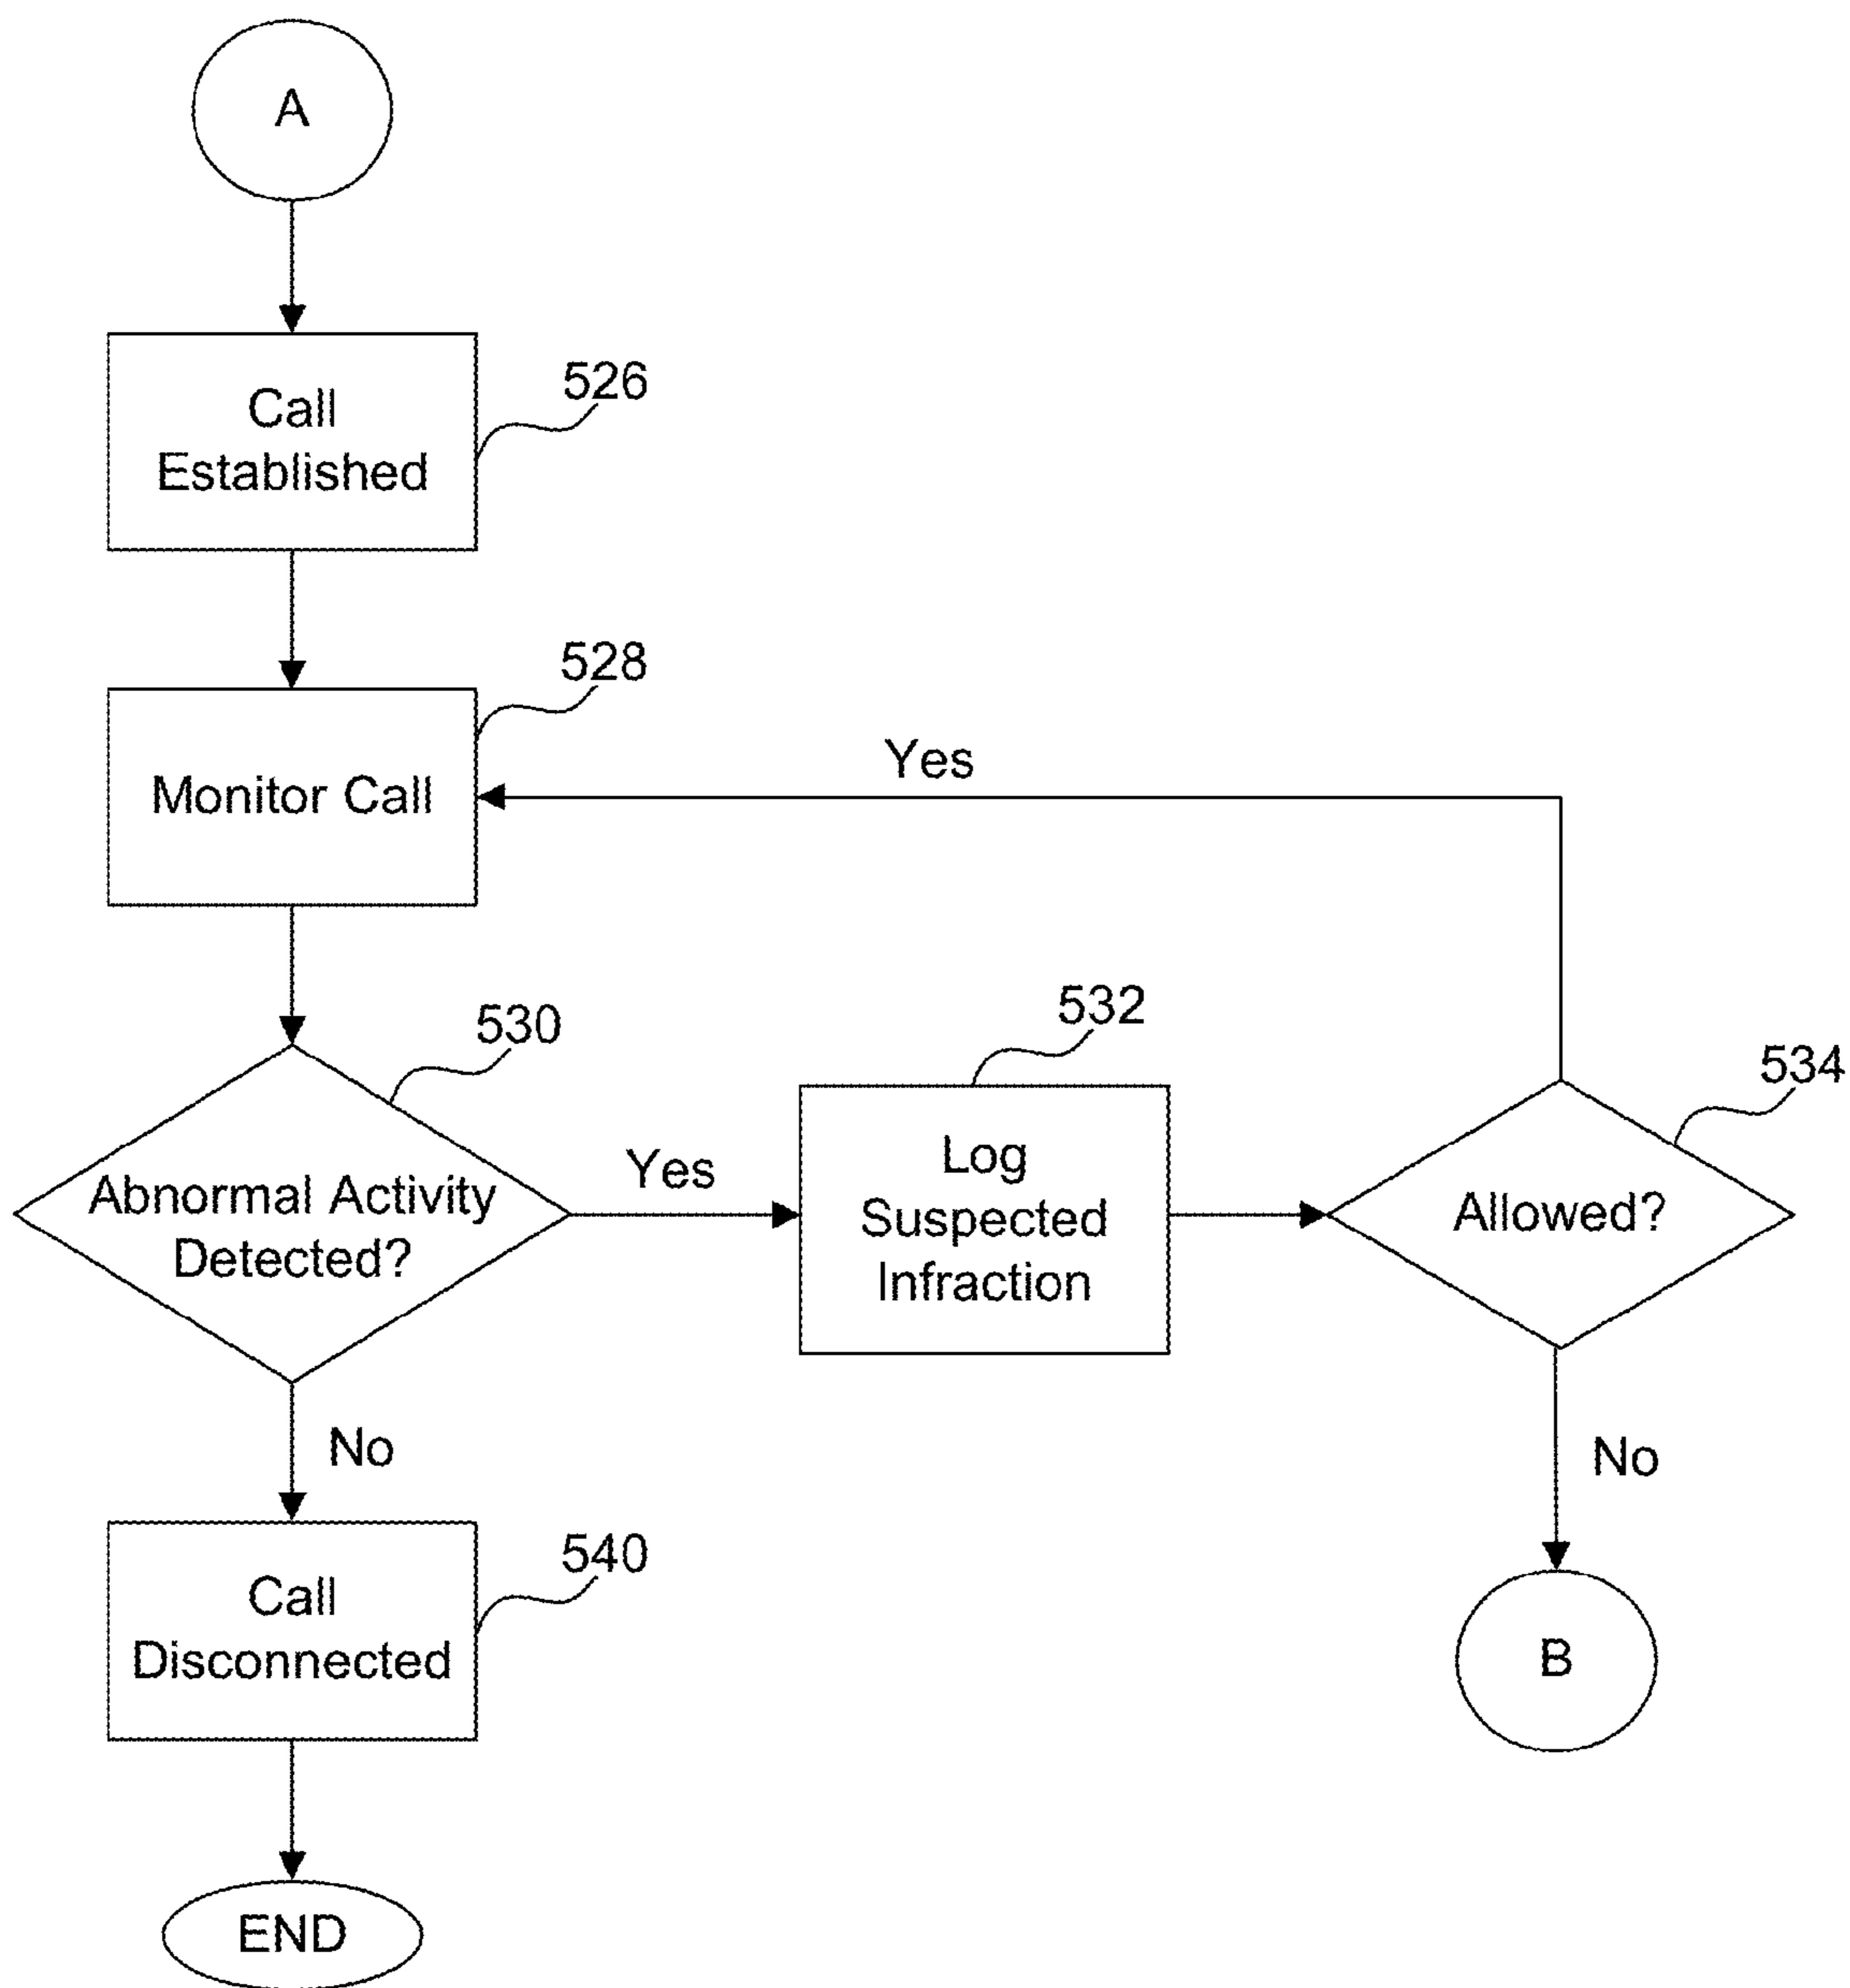 A
Call
Established
526
Monitor Call
528
Yes
Abnormal Activity
Detected?
530
Yes
Log
Suspected
Infraction
532
Allowed?
534
No
Call
Disconnected
540
No
B
END